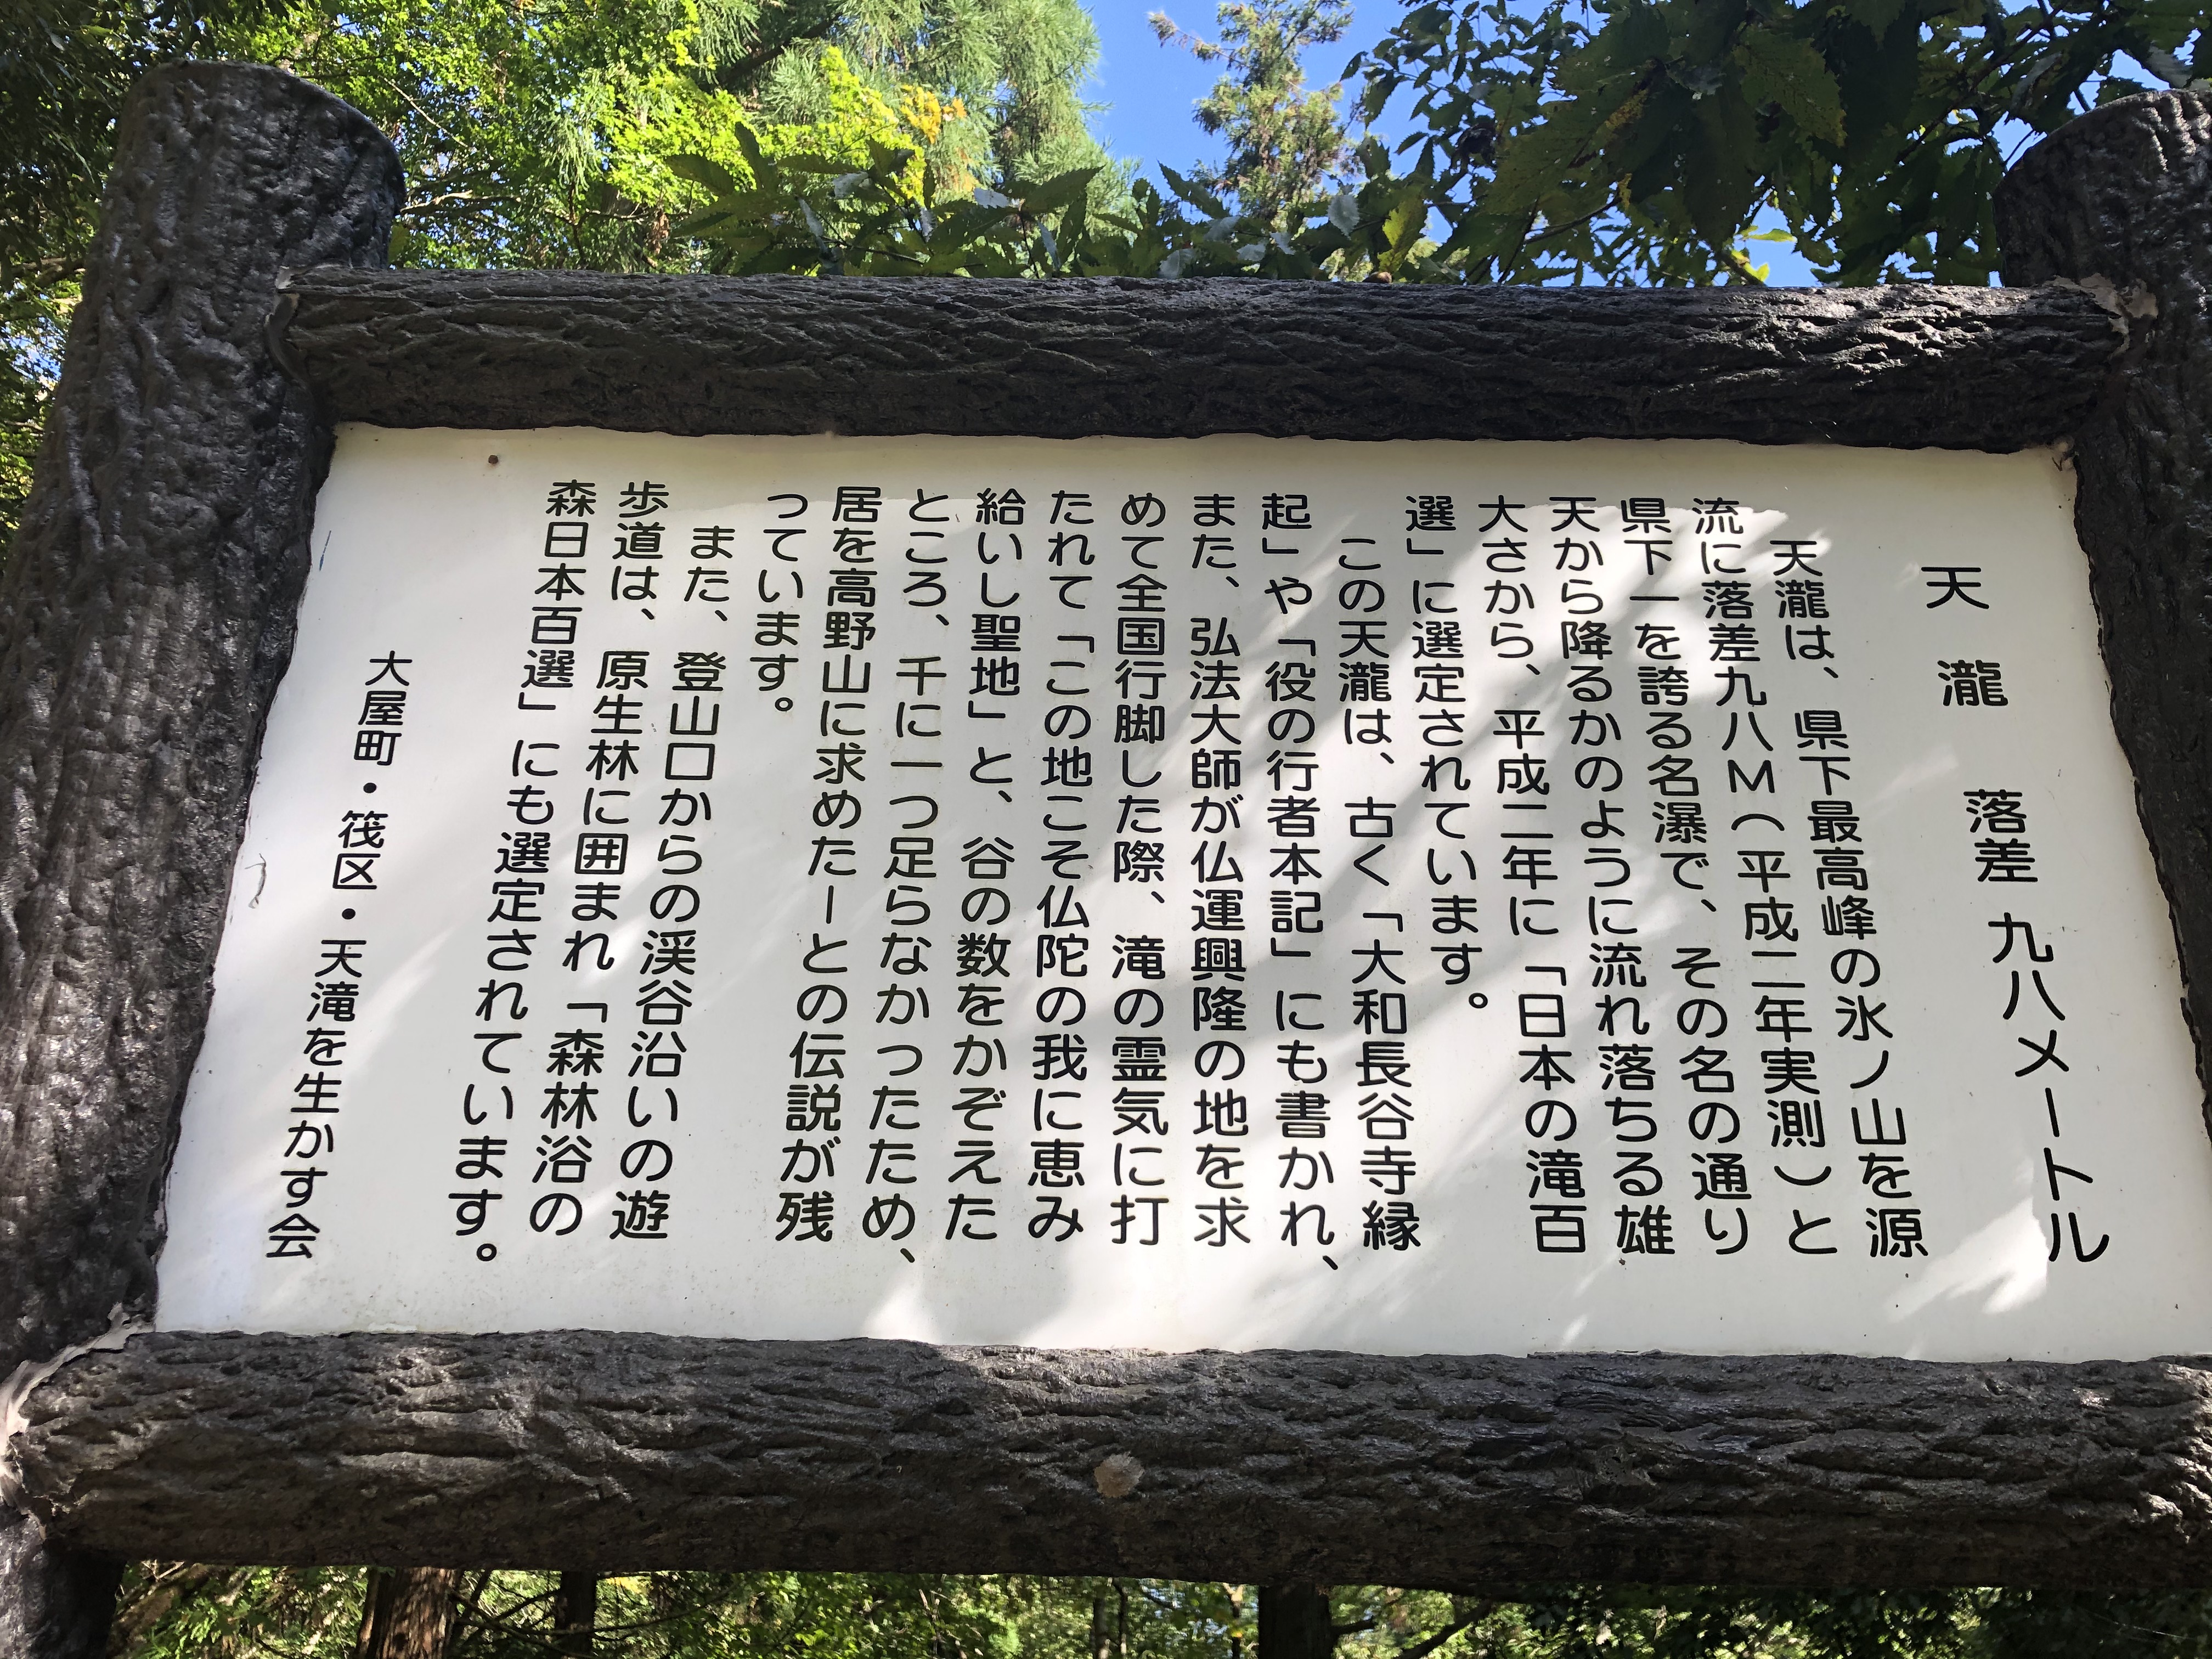 天瀧　落差 九八メートル
天瀧は、県下最高峰の氷ノ山を源
流に落差九八M（平成二年実測）と
県下一を誇る名瀑で、その名の通り
天から降るかのように流れ落ちる雄
大さから、平成二年に「日本の滝百
選」に選定されています。
この天瀧は、古く「大和長谷寺縁
起」や「役の行者本記」にも書かれ、
また、弘法大師が仏運興隆の地を求
めて全国行脚した際、滝の霊気に打
たれて「この地こそ仏陀の我に恵み
給いし聖地」と、谷の数をかぞえた
ところ、千に一つ足らなかったため、
居を高野山に求めたーとの伝説が残
っています。
また、登山口からの渓谷沿いの遊
歩道は、原生林に囲まれ「森林浴の
森日本百選」にも選定されています。
大屋町・筏区・天滝を生かす会